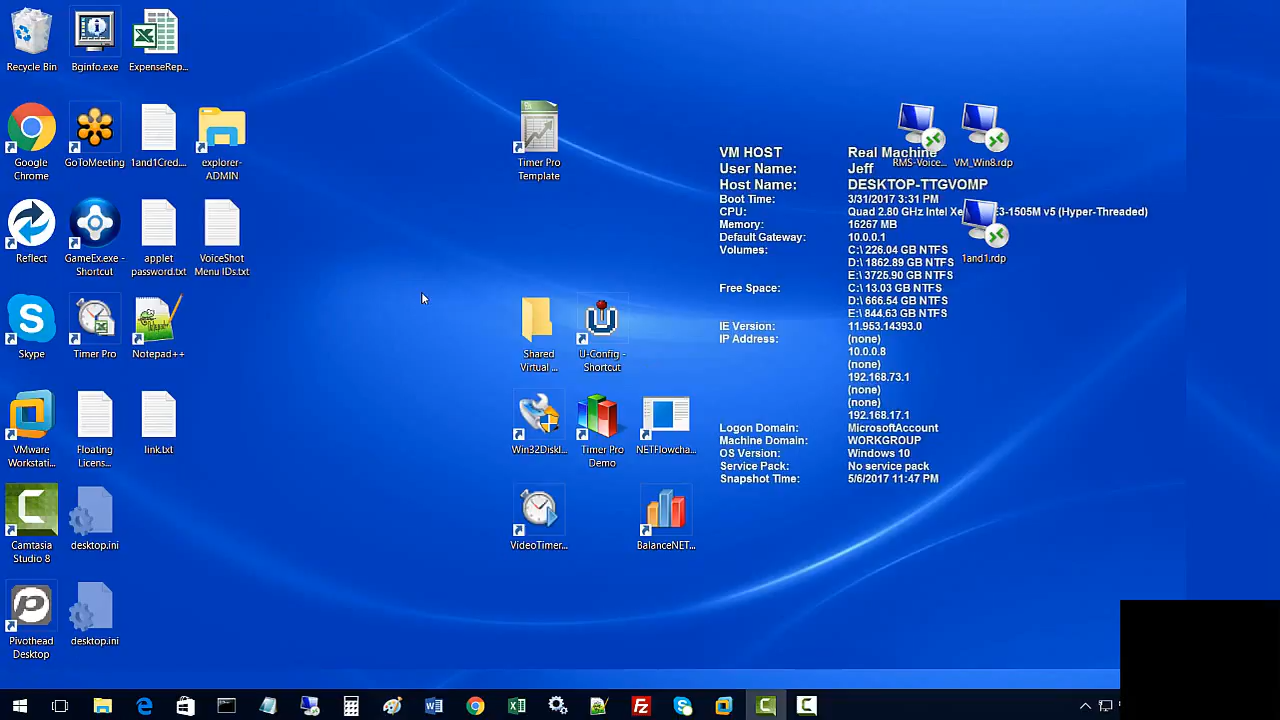 Recycle Bin
Bginfo.exe
ExpenseRep...
Google
Chrome
GoToMeeting
1and1Cred....
explorer-
ADMIN
Reflect
GameEx.exe -
Shortcut
applet
password.txt
VoiceShot
Menu IDs.txt
Skype
Timer Pro
Notepad++
VMware
Workstati...
Floating
Licens...
link.txt
Camtasia
Studio 8
desktop.ini
Pivothead
Desktop
desktop.ini
Timer Pro
Template
Shared
Virtual ...
U-Config -
Shortcut
Win32DiskI...
Timer Pro
Demo
NETFlowcha...
VideoTimer...
BalanceNET...
RMS-Voice...
VM_Win8.rdp
1and1.rdp
VM HOST Real Machine
User Name: Jeff
Host Name: DESKTOP-TTGVOMP
Boot Time: 3/31/2017 3:31 PM
CPU: Quad 2.80 GHz Intel Xe E3-1505M v5 (Hyper-Threaded)
Memory: 16267 MB
Default Gateway: 10.0.0.1
Volumes: C:\ 226.04 GB NTFS
D:\ 1862.89 GB NTFS
E:\ 3725.90 GB NTFS
Free Space: C:\ 13.03 GB NTFS
D:\ 666.54 GB NTFS
E:\ 844.63 GB NTFS
IE Version: 11.953.14393.0
IP Address: (none)
10.0.0.8
(none)
192.168.73.1
(none)
(none)
192.168.17.1
Logon Domain: MicrosoftAccount
Machine Domain: WORKGROUP
OS Version: Windows 10
Service Pack: No service pack
Snapshot Time: 5/6/2017 11:47 PM